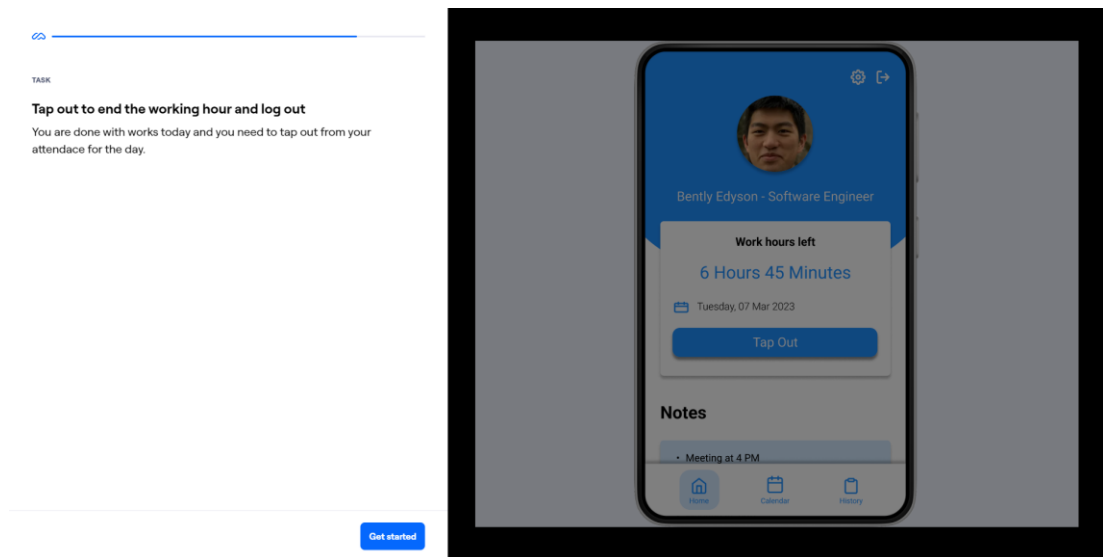 TASK
Tap out to end the working hour and log out
You are done with works today and you need to tap out from your
attendace for the day.
Get started
Bently Edyson - Software Engineer
Work hours left
6 Hours 45 Minutes
Tuesday, 07 Mar 2023
Tap Out
Notes
• Meeting at 4 PM
Home Calendar History